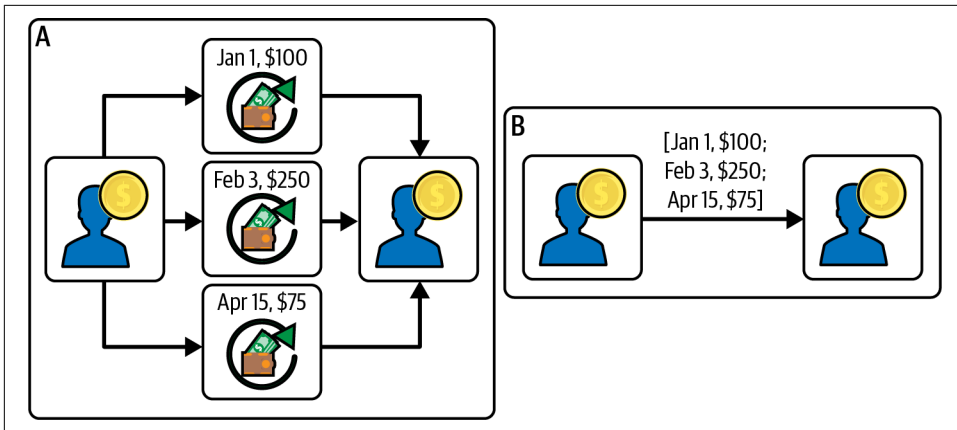 A
Jan 1, $100
$
$
Feb 3, $250
$
$
$
Apr 15, $75
$
B
[Jan 1, $100;
Feb 3, $250;
Apr 15, $75]
$
$